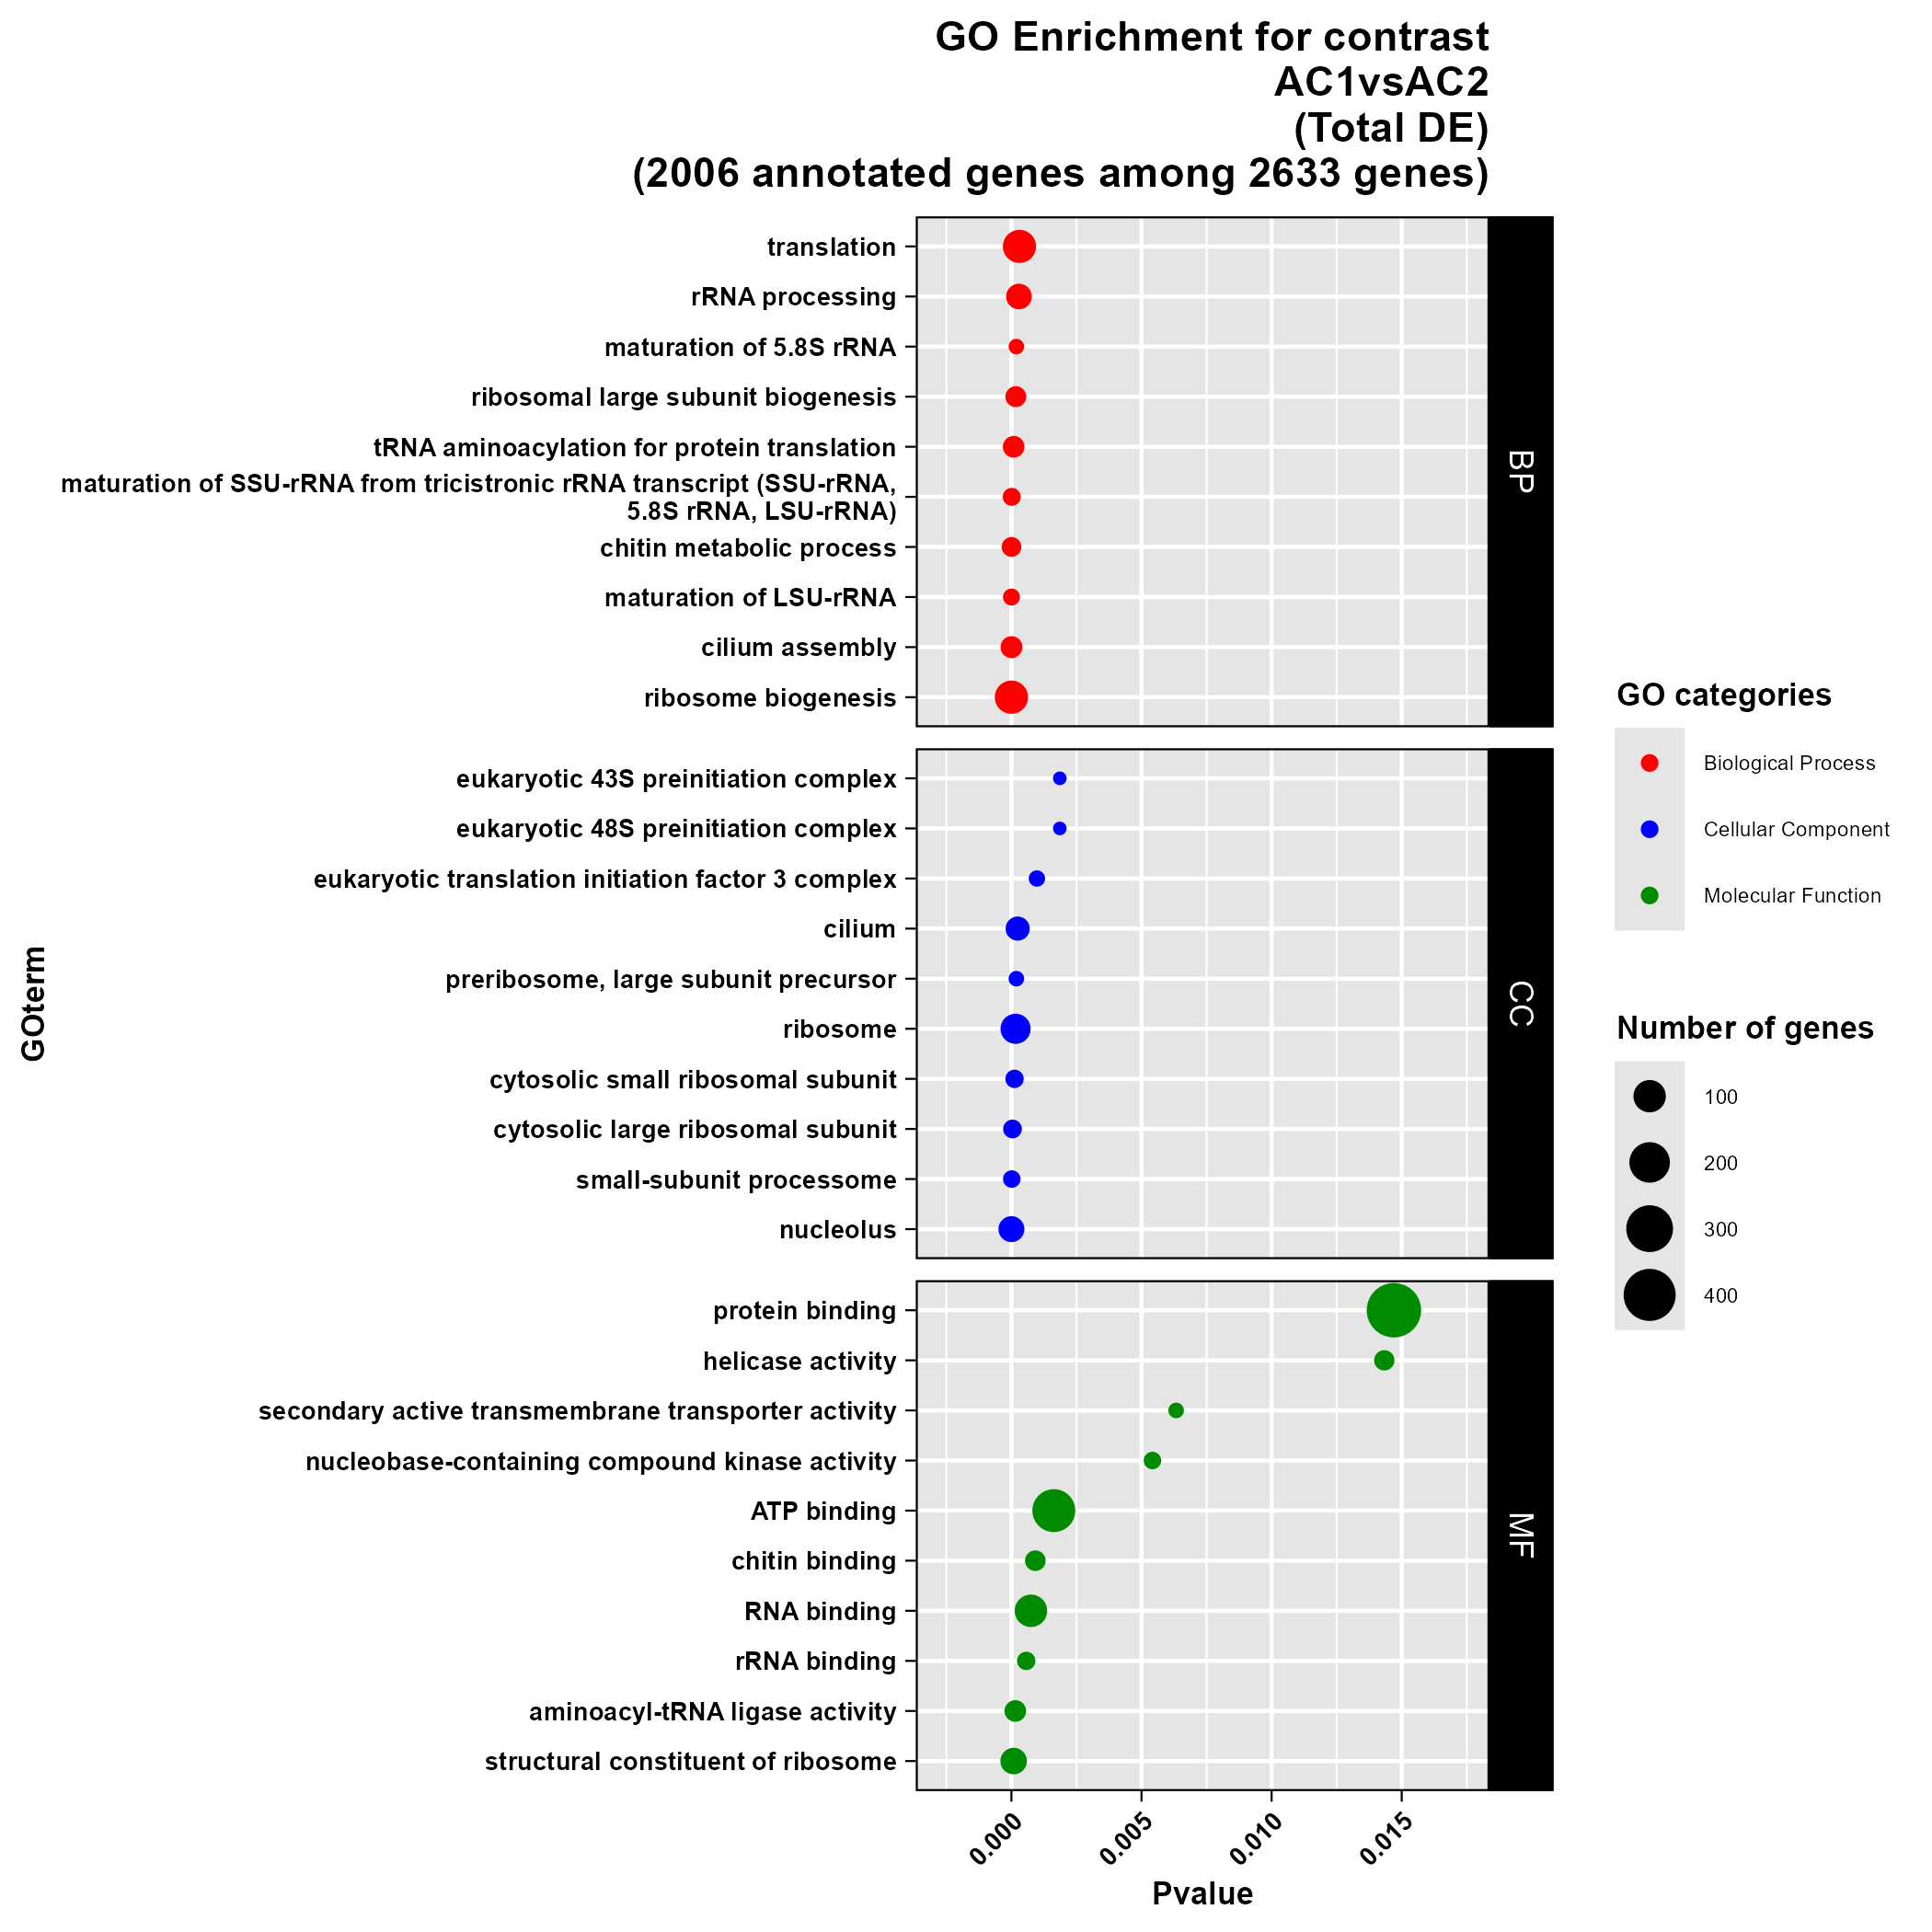 GO Enrichment for contrast
AC1vsAC2
(Total DE)
(2006 annotated genes among 2633 genes)
translation
rRNA processing
maturation of 5.8S rRNA
ribosomal large subunit biogenesis
tRNA aminoacylation for protein translation
maturation of SSU-rRNA from tricistronic rRNA transcript (SSU-rRNA,
5.8S rRNA, LSU-rRNA)
chitin metabolic process
maturation of LSU-rRNA
cilium assembly
ribosome biogenesis
BP
eukaryotic 43S preinitiation complex
eukaryotic 48S preinitiation complex
eukaryotic translation initiation factor 3 complex
cilium
preribosome, large subunit precursor
ribosome
cytosolic small ribosomal subunit
cytosolic large ribosomal subunit
small-subunit processome
nucleolus
CC
protein binding
helicase activity
secondary active transmembrane transporter activity
nucleobase-containing compound kinase activity
ATP binding
chitin binding
RNA binding
rRNA binding
aminoacyl-tRNA ligase activity
structural constituent of ribosome
MF
0.000
0.005
0.010
0.015
Pvalue
GOterm
GO categories
Biological Process
Cellular Component
Molecular Function
Number of genes
100
200
300
400